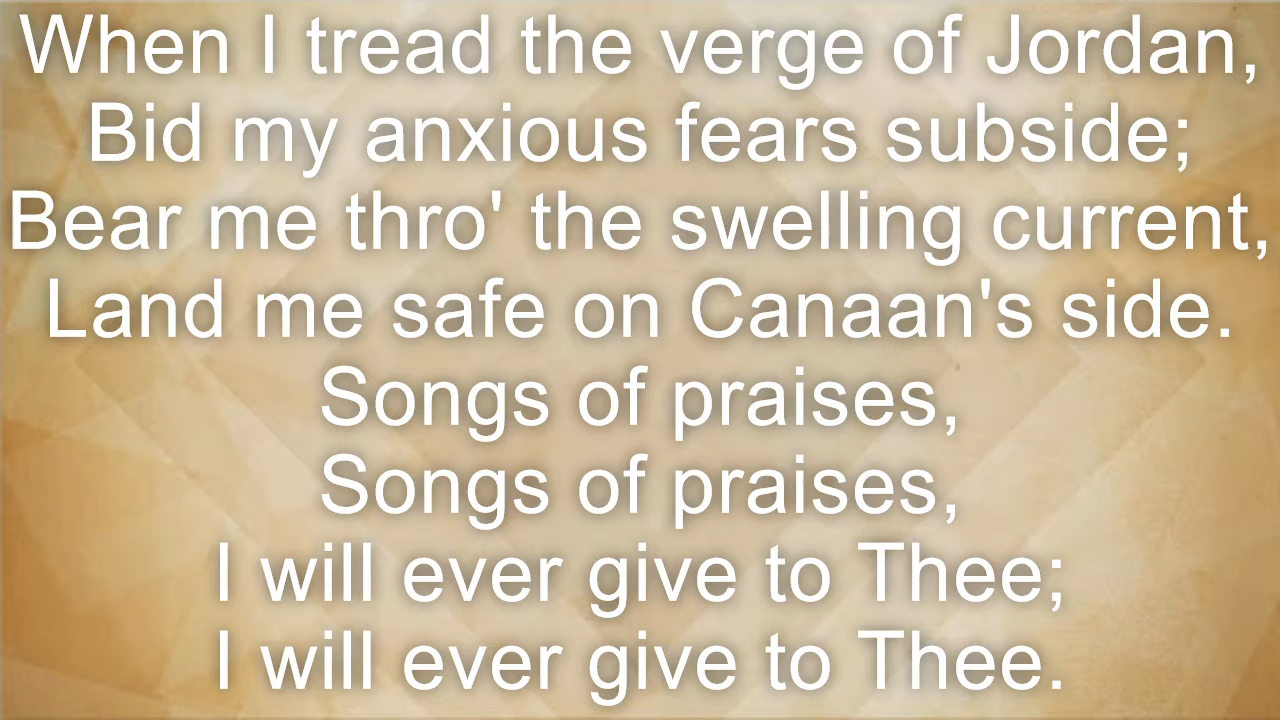 When I tread the verge of Jordan,
Bid my anxious fears subside;
Bear me thro' the swelling current,
Land me safe on Canaan's side.
Songs of praises,
Songs of praises,
I will ever give to Thee;
I will ever give to Thee.